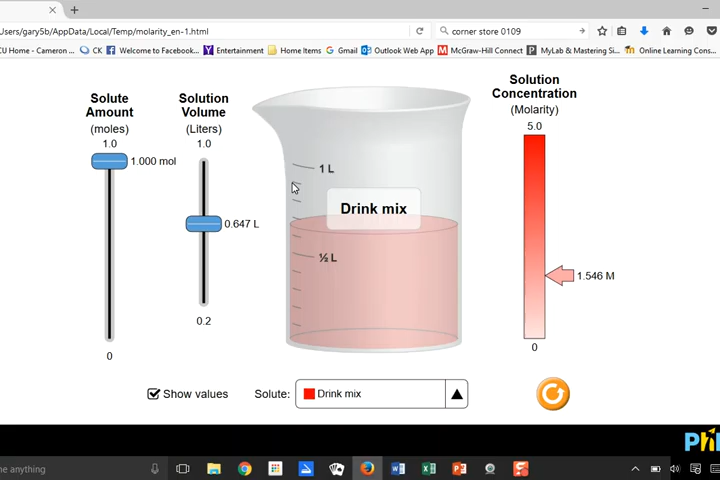 Users/gary5b/AppData/Local/Temp/molarity_en-1.html
corner store 0109
CU Home - Cameron ... CK Welcome to Facebook... Entertainment Home Items Gmail Outlook Web App McGraw-Hill Connect MyLab & Mastering Si... Online Learning Cons...
Solute
Amount
(moles)
1.0
1.000 mol
0
Solution
Volume
(Liters)
1.0
0.647 L
0.2
1 L
Drink mix
½ L
Solution
Concentration
(Molarity)
5.0
1.546 M
0
Show values
Solute: Drink mix
PhE
me anything